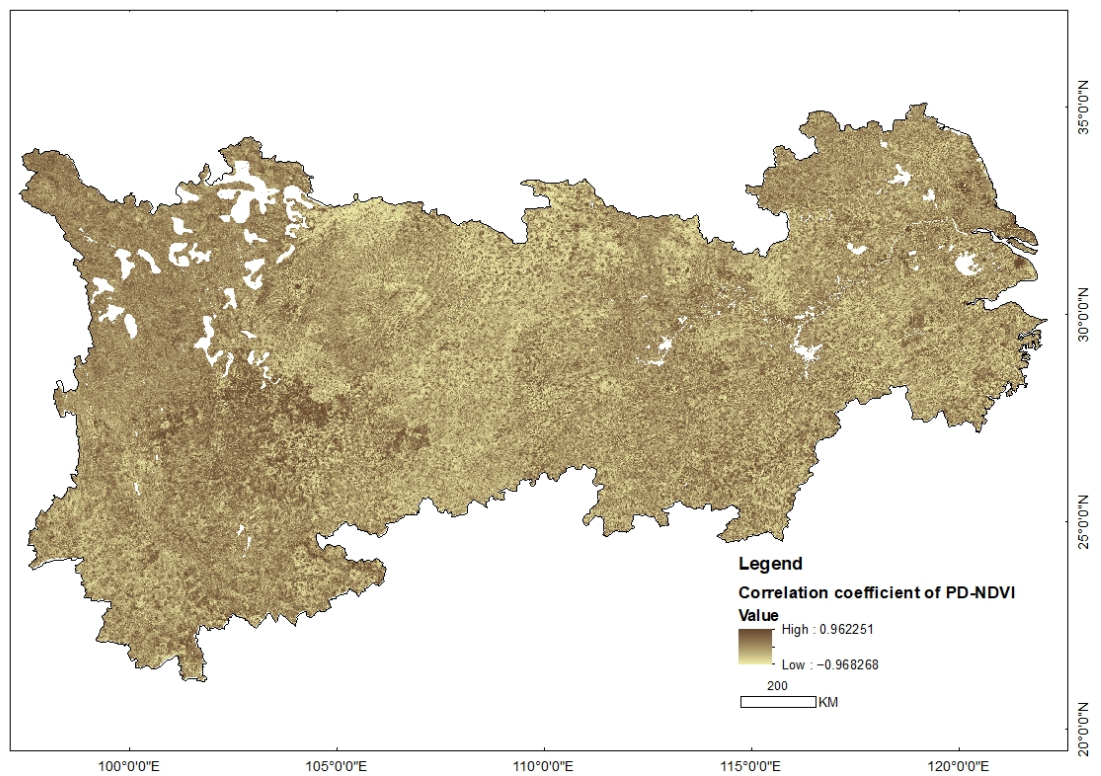 35°0'0"N
30°0'0"N
25°0'0"N
20°0'0"N
Legend
Correlation coefficient of PD-NDVI
Value
High : 0.962251
Low : −0.968268
200
KM
100°0'0"E
105°0'0"E
110°0'0"E
115°0'0"E
120°0'0"E